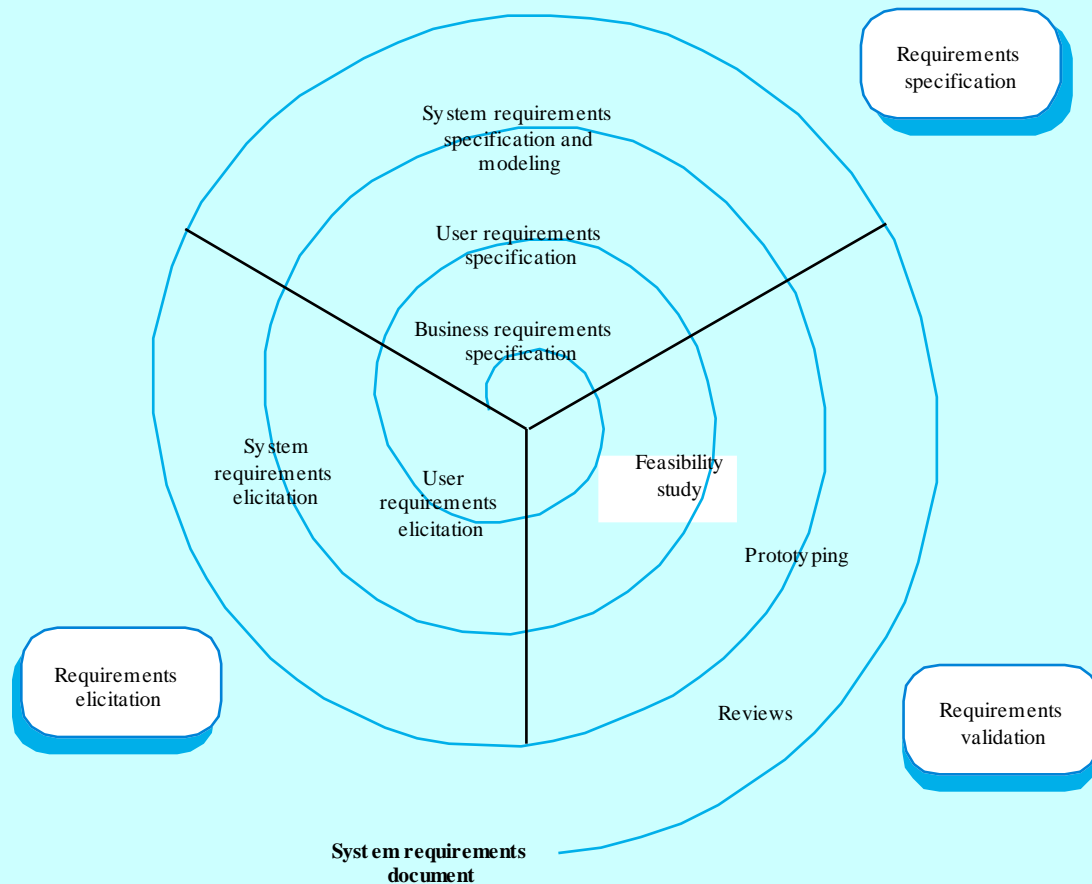 Requirements
specification
System requirements
specification and
modeling
User requirements
specification
Business requirements
specification
System
requirements
elicitation
User
requirements
elicitation
Feasibility
study
Prototyping
Requirements
elicitation
Reviews
Requirements
validation
System requirements
document